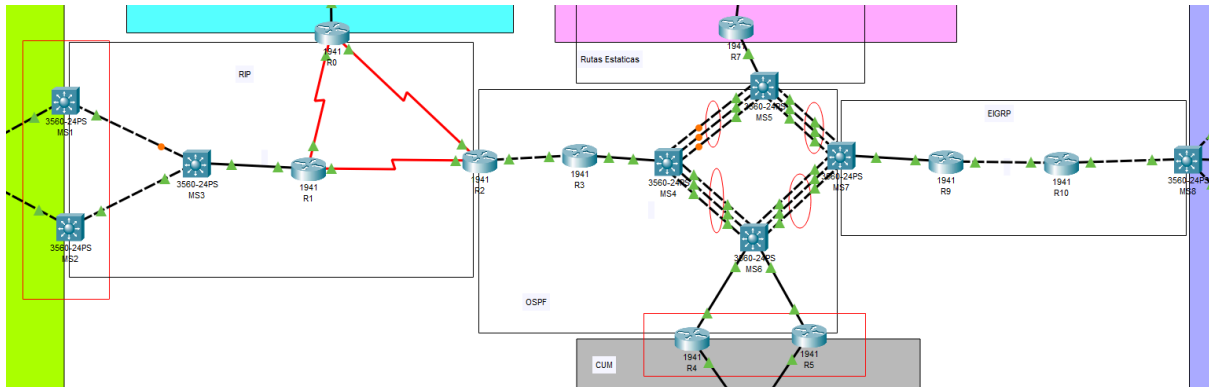 1941
R0
1941
R7
Rutas Estaticas
RIP
3560-24PS
MS1
3560-24PS
MS5
EIGRP
3560-24PS
MS3
1941
R1
1941
R2
1941
R3
3560-24PS
MS4
3560-24PS
MS7
1941
R9
1941
R10
3560-24PS
MS8
3560-24PS
MS2
3560-24PS
MS6
OSPF
CUM
1941
R4
1941
R5